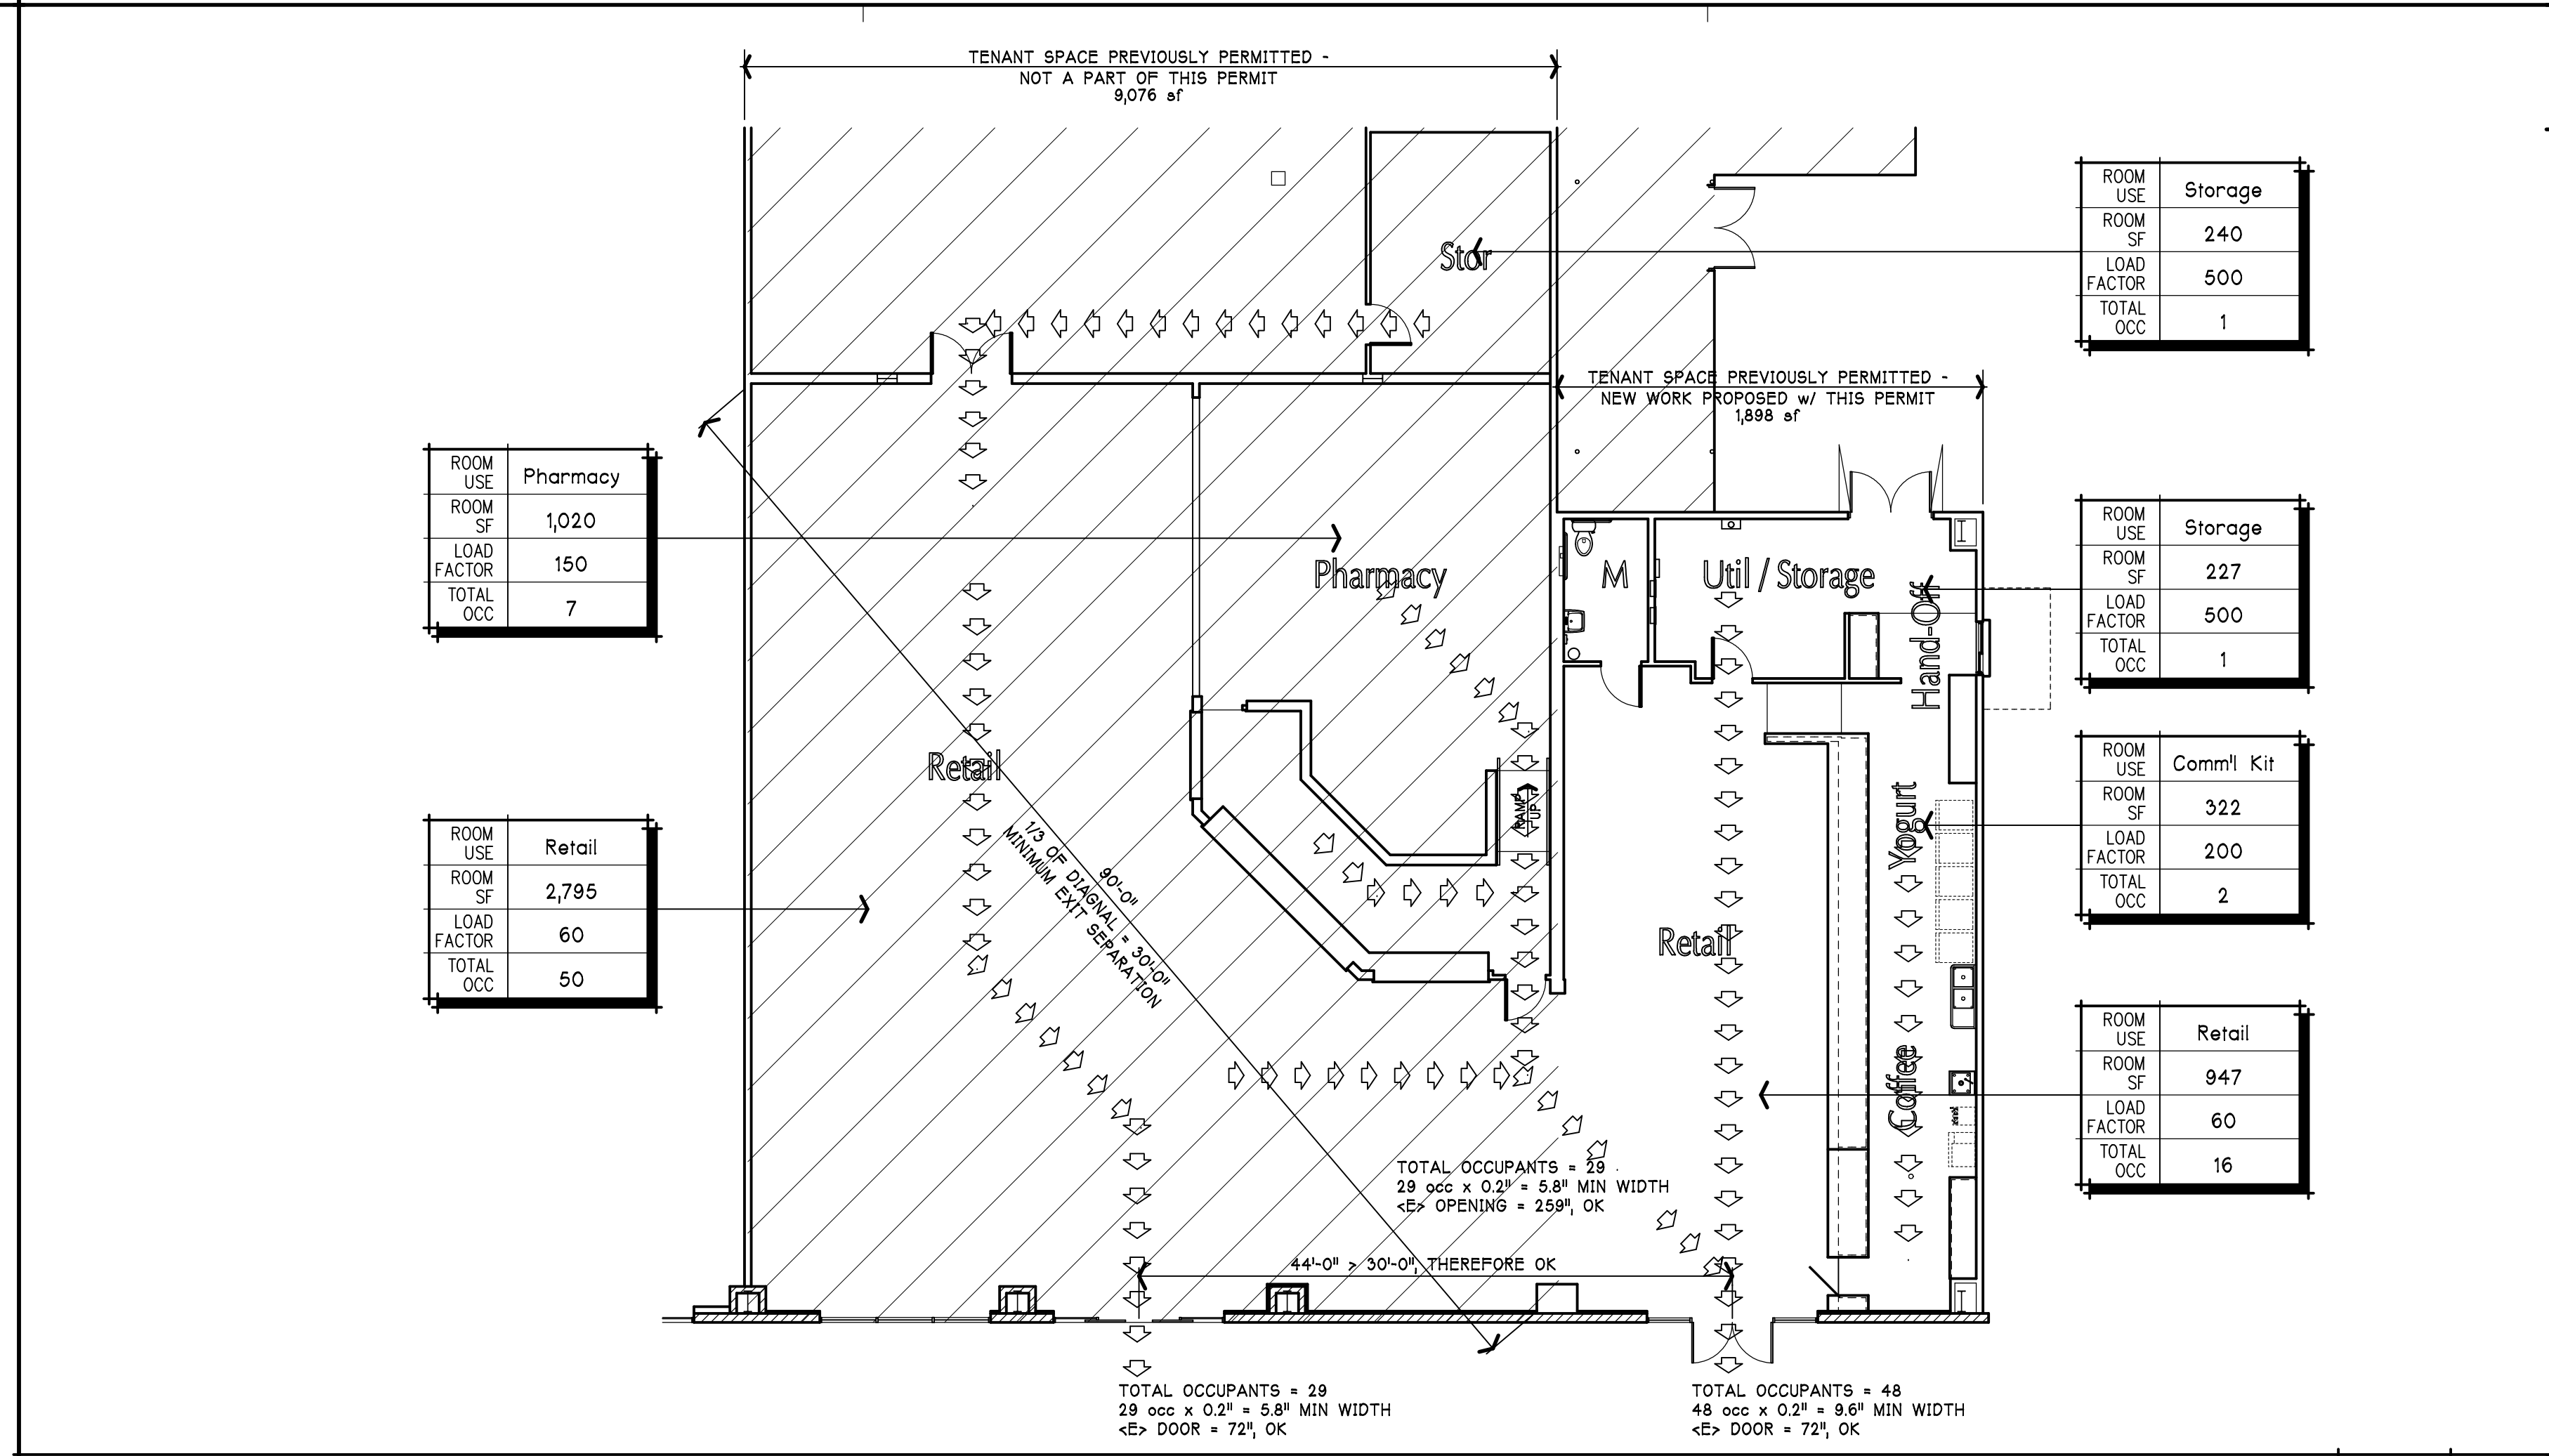 TENANT SPACE PREVIOUSLY PERMITTED -
NOT A PART OF THIS PERMIT
9,076 sf
ROOM USE Storage
ROOM SF 240
LOAD FACTOR 500
TOTAL OCC 1
Stor
TENANT SPACE PREVIOUSLY PERMITTED -
NEW WORK PROPOSED w/ THIS PERMIT
1,898 sf
ROOM USE Pharmacy
ROOM SF 1,020
LOAD FACTOR 150
TOTAL OCC 7
Pharmacy
M
Util / Storage
Hand-Off
ROOM USE Storage
ROOM SF 227
LOAD FACTOR 500
TOTAL OCC 1
Retail
RAMP
UP
Yogurt
ROOM USE Comm'l Kit
ROOM SF 322
LOAD FACTOR 200
TOTAL OCC 2
ROOM USE Retail
ROOM SF 2,795
LOAD FACTOR 60
TOTAL OCC 50
90'-0"
1/3 OF DIAGNAL = 30'-0"
MINIMUM EXIT SEPARATION
Retail
Coffee
ROOM USE Retail
ROOM SF 947
LOAD FACTOR 60
TOTAL OCC 16
TOTAL OCCUPANTS = 29
29 occ x 0.2" = 5.8" MIN WIDTH
<E> OPENING = 259", OK
44'-0" > 30'-0", THEREFORE OK
TOTAL OCCUPANTS = 29
29 occ x 0.2" = 5.8" MIN WIDTH
<E> DOOR = 72", OK
TOTAL OCCUPANTS = 48
48 occ x 0.2" = 9.6" MIN WIDTH
<E> DOOR = 72", OK